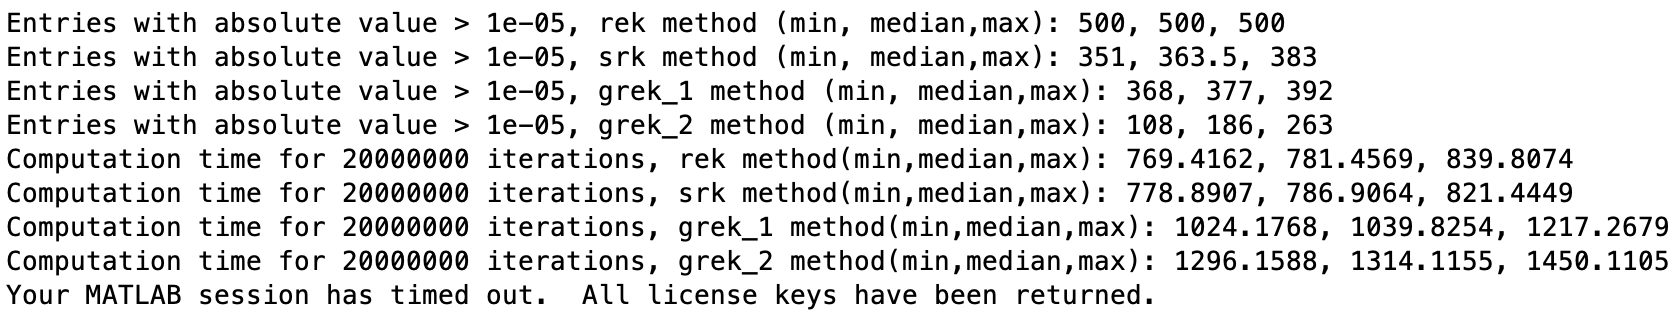 Entries with absolute value > 1e-05, rek method (min, median,max): 500, 500, 500
Entries with absolute value > 1e-05, srk method (min, median,max): 351, 363.5, 383
Entries with absolute value > 1e-05, grek_1 method (min, median,max): 368, 377, 392
Entries with absolute value > 1e-05, grek_2 method (min, median,max): 108, 186, 263
Computation time for 20000000 iterations, rek method(min,median,max): 769.4162, 781.4569, 839.8074
Computation time for 20000000 iterations, srk method(min,median,max): 778.8907, 786.9064, 821.4449
Computation time for 20000000 iterations, grek_1 method(min,median,max): 1024.1768, 1039.8254, 1217.2679
Computation time for 20000000 iterations, grek_2 method(min,median,max): 1296.1588, 1314.1155, 1450.1105
Your MATLAB session has timed out.  All license keys have been returned.